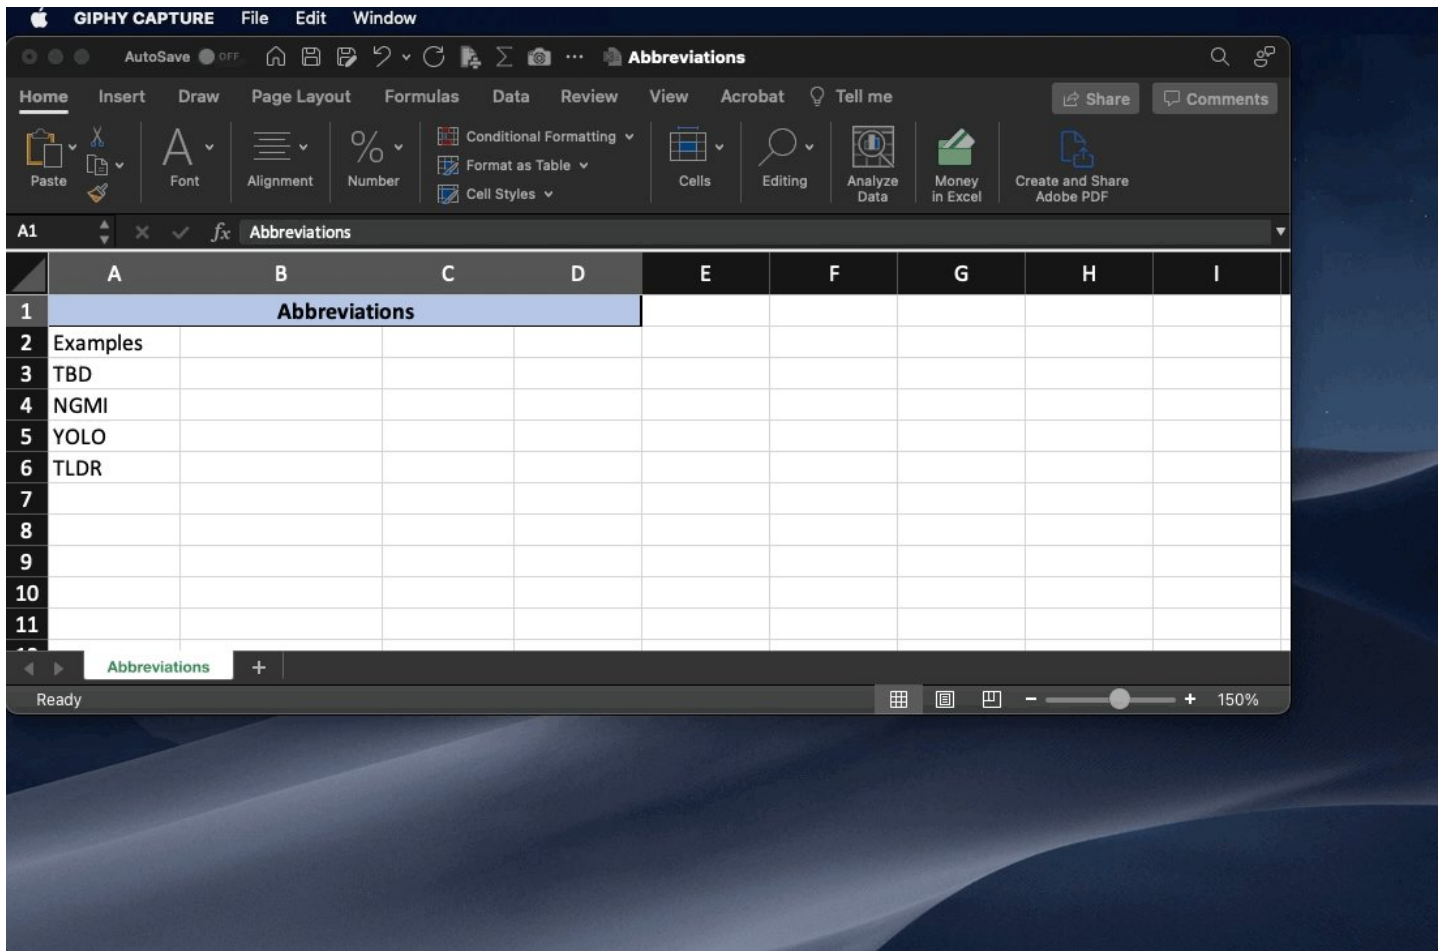 GIPHY CAPTURE File Edit Window
AutoSave OFF ... Abbreviations
Home Insert Draw Page Layout Formulas Data Review View Acrobat Tell me Share Comments
Paste Font Alignment Number Conditional Formatting Format as Table Cell Styles Cells Editing Analyze Data Money in Excel Create and Share Adobe PDF
A1 fx Abbreviations
A B C D E F G H I
1 Abbreviations
2 Examples
3 TBD
4 NGMI
5 YOLO
6 TLDR
7
8
9
10
11
Abbreviations +
Ready - + 150%